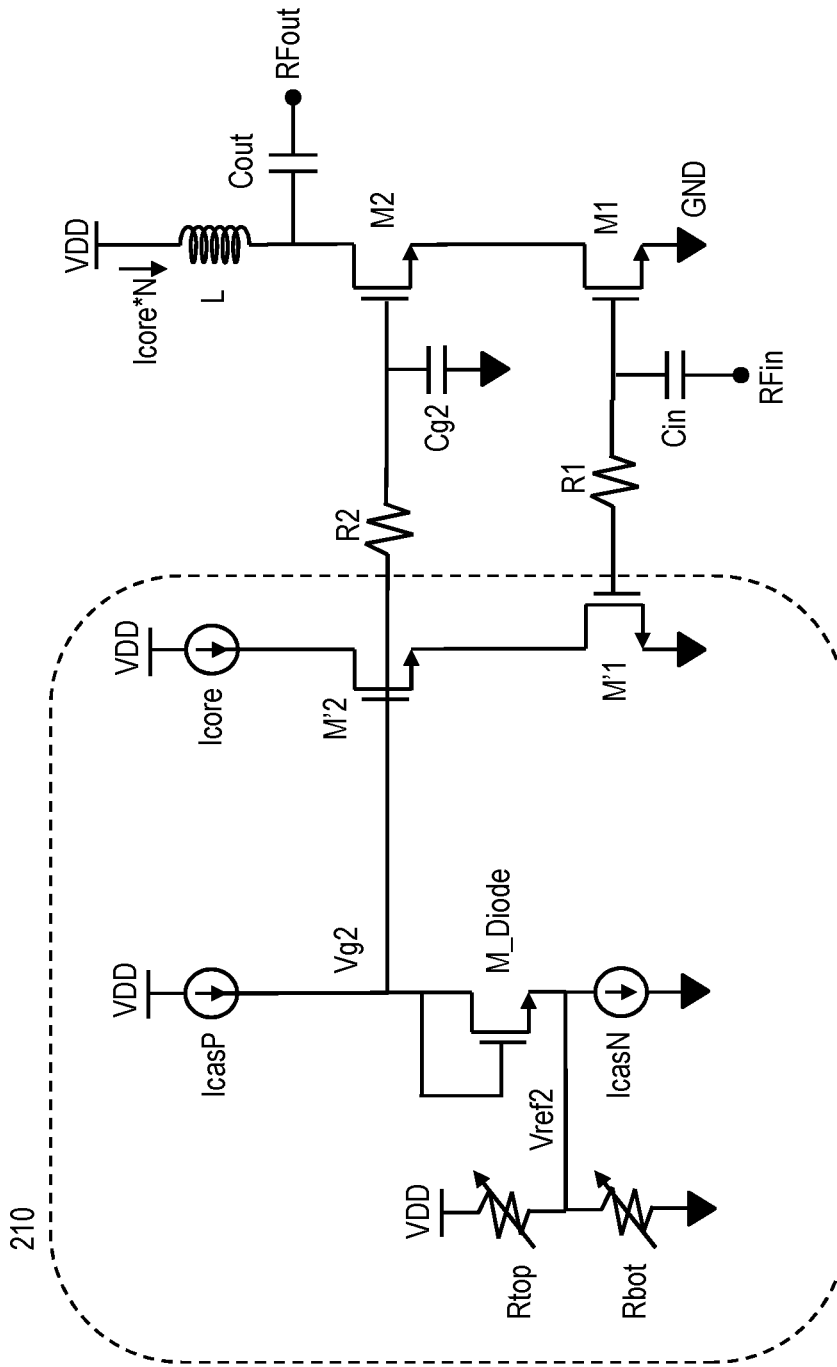 210
VDD
Rtop
Rbot
Vref2
VDD
IcasP
Vg2
M_Diode
IcasN
VDD
Icore
M'2
M'1
R2
R1
Cg2
Cin
RFin
VDD
Icore*N
L
Cout
RFout
M2
M1
GND